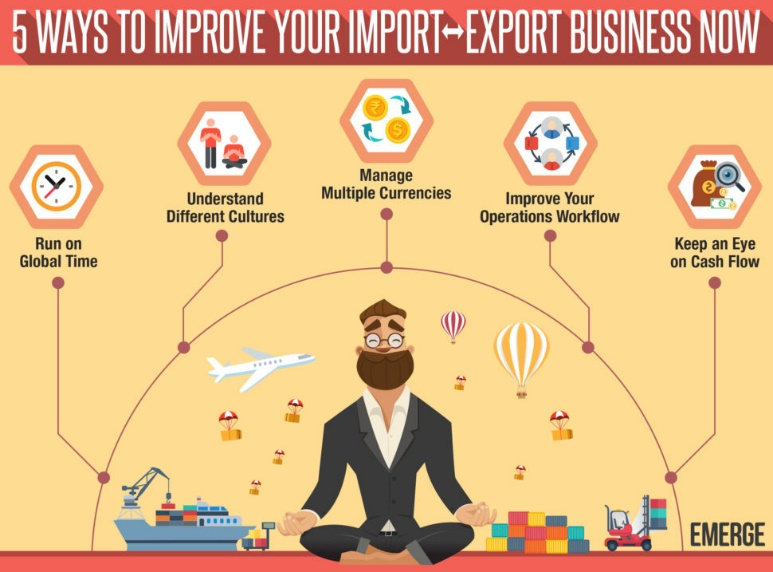 5 WAYS TO IMPROVE YOUR IMPORT↔EXPORT BUSINESS NOW
Run on
Global Time
Understand
Different Cultures
Manage
Multiple Currencies
Improve Your
Operations Workflow
Keep an Eye
on Cash Flow
EMERGE